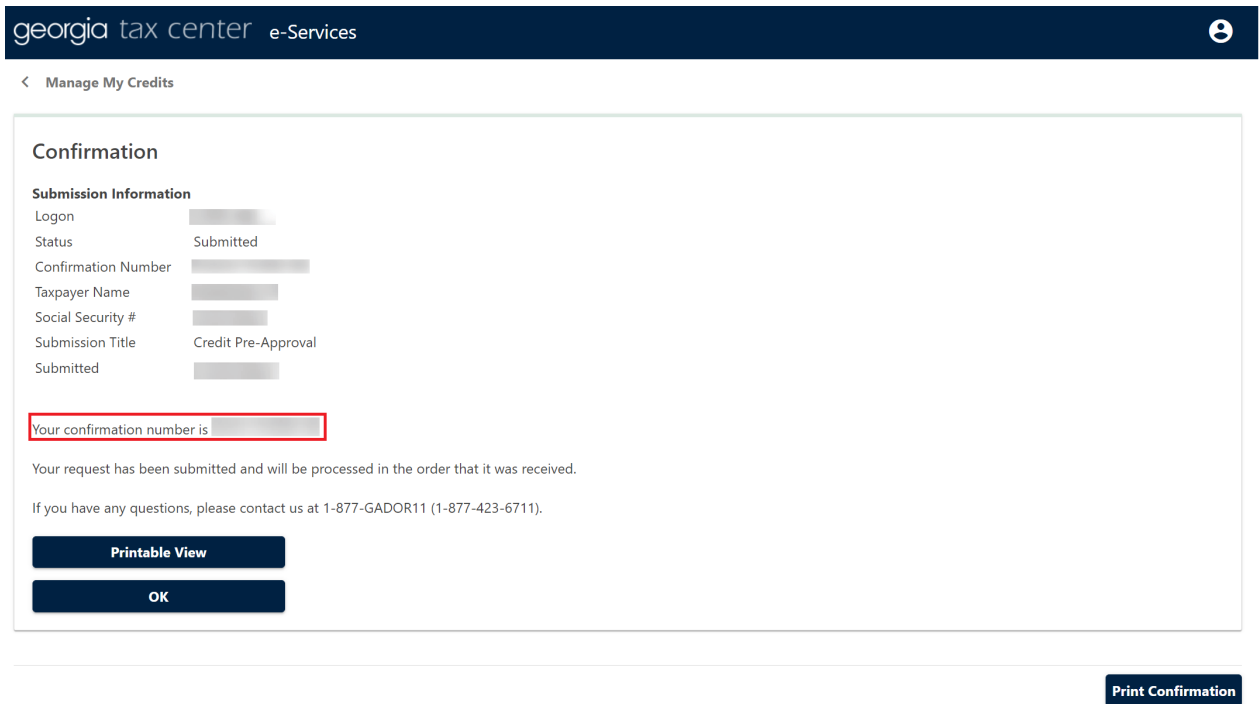 georgia tax center e-Services
Manage My Credits
Confirmation
Submission Information
Logon
Status Submitted
Confirmation Number
Taxpayer Name
Social Security #
Submission Title Credit Pre-Approval
Submitted
Your confirmation number is
Your request has been submitted and will be processed in the order that it was received.
If you have any questions, please contact us at 1-877-GADOR11 (1-877-423-6711).
Printable View
OK
Print Confirmation